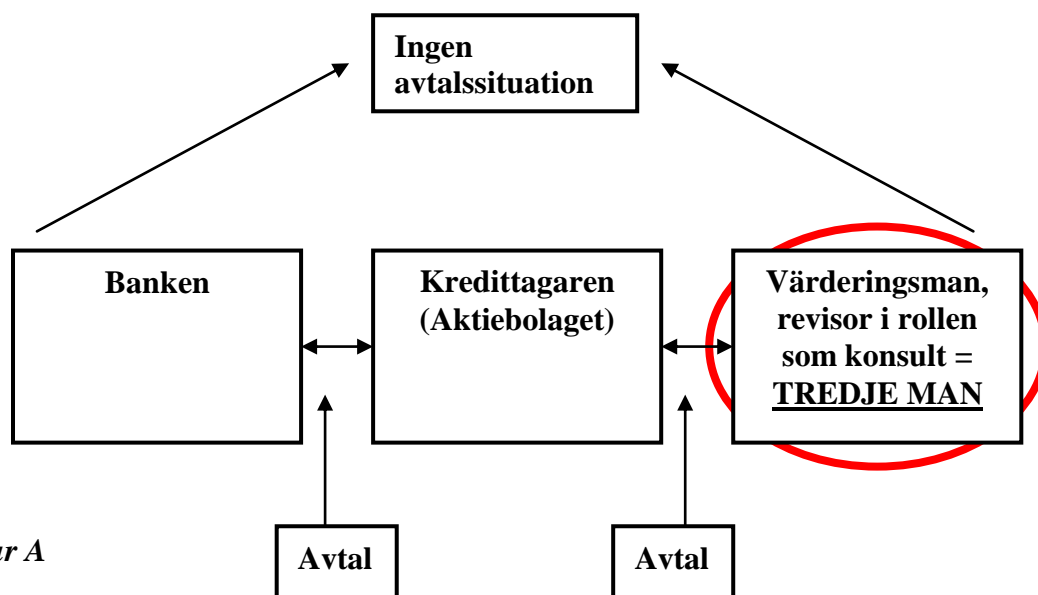 Ingen
avtalssituation
Banken
Kredittagaren
(Aktiebolaget)
Värderingsman,
revisor i rollen
som konsult =
TREDJE MAN
Avtal
Avtal
A